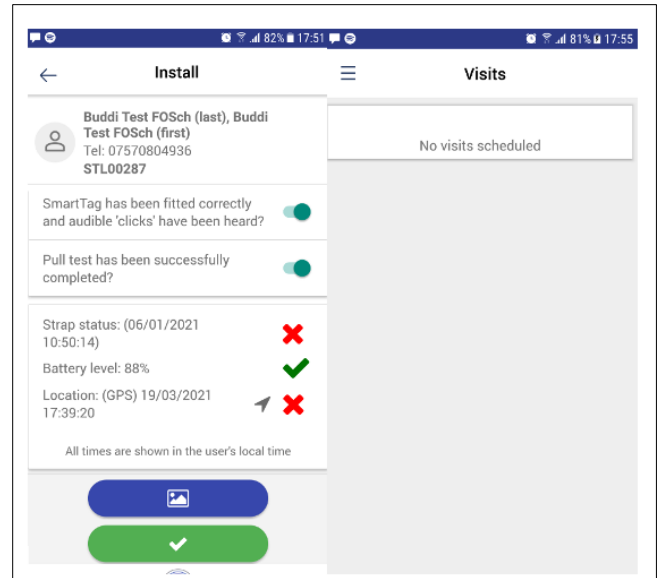 82% 17:51
Install
Buddi Test FOSch (last), Buddi
Test FOSch (first)
Tel: 07570804936
STL00287
SmartTag has been fitted correctly
and audible 'clicks' have been heard?
Pull test has been successfully
completed?
Strap status: (06/01/2021
10:50:14)
Battery level: 88%
Location: (GPS) 19/03/2021
17:39:20
All times are shown in the user's local time
81% 17:55
Visits
No visits scheduled